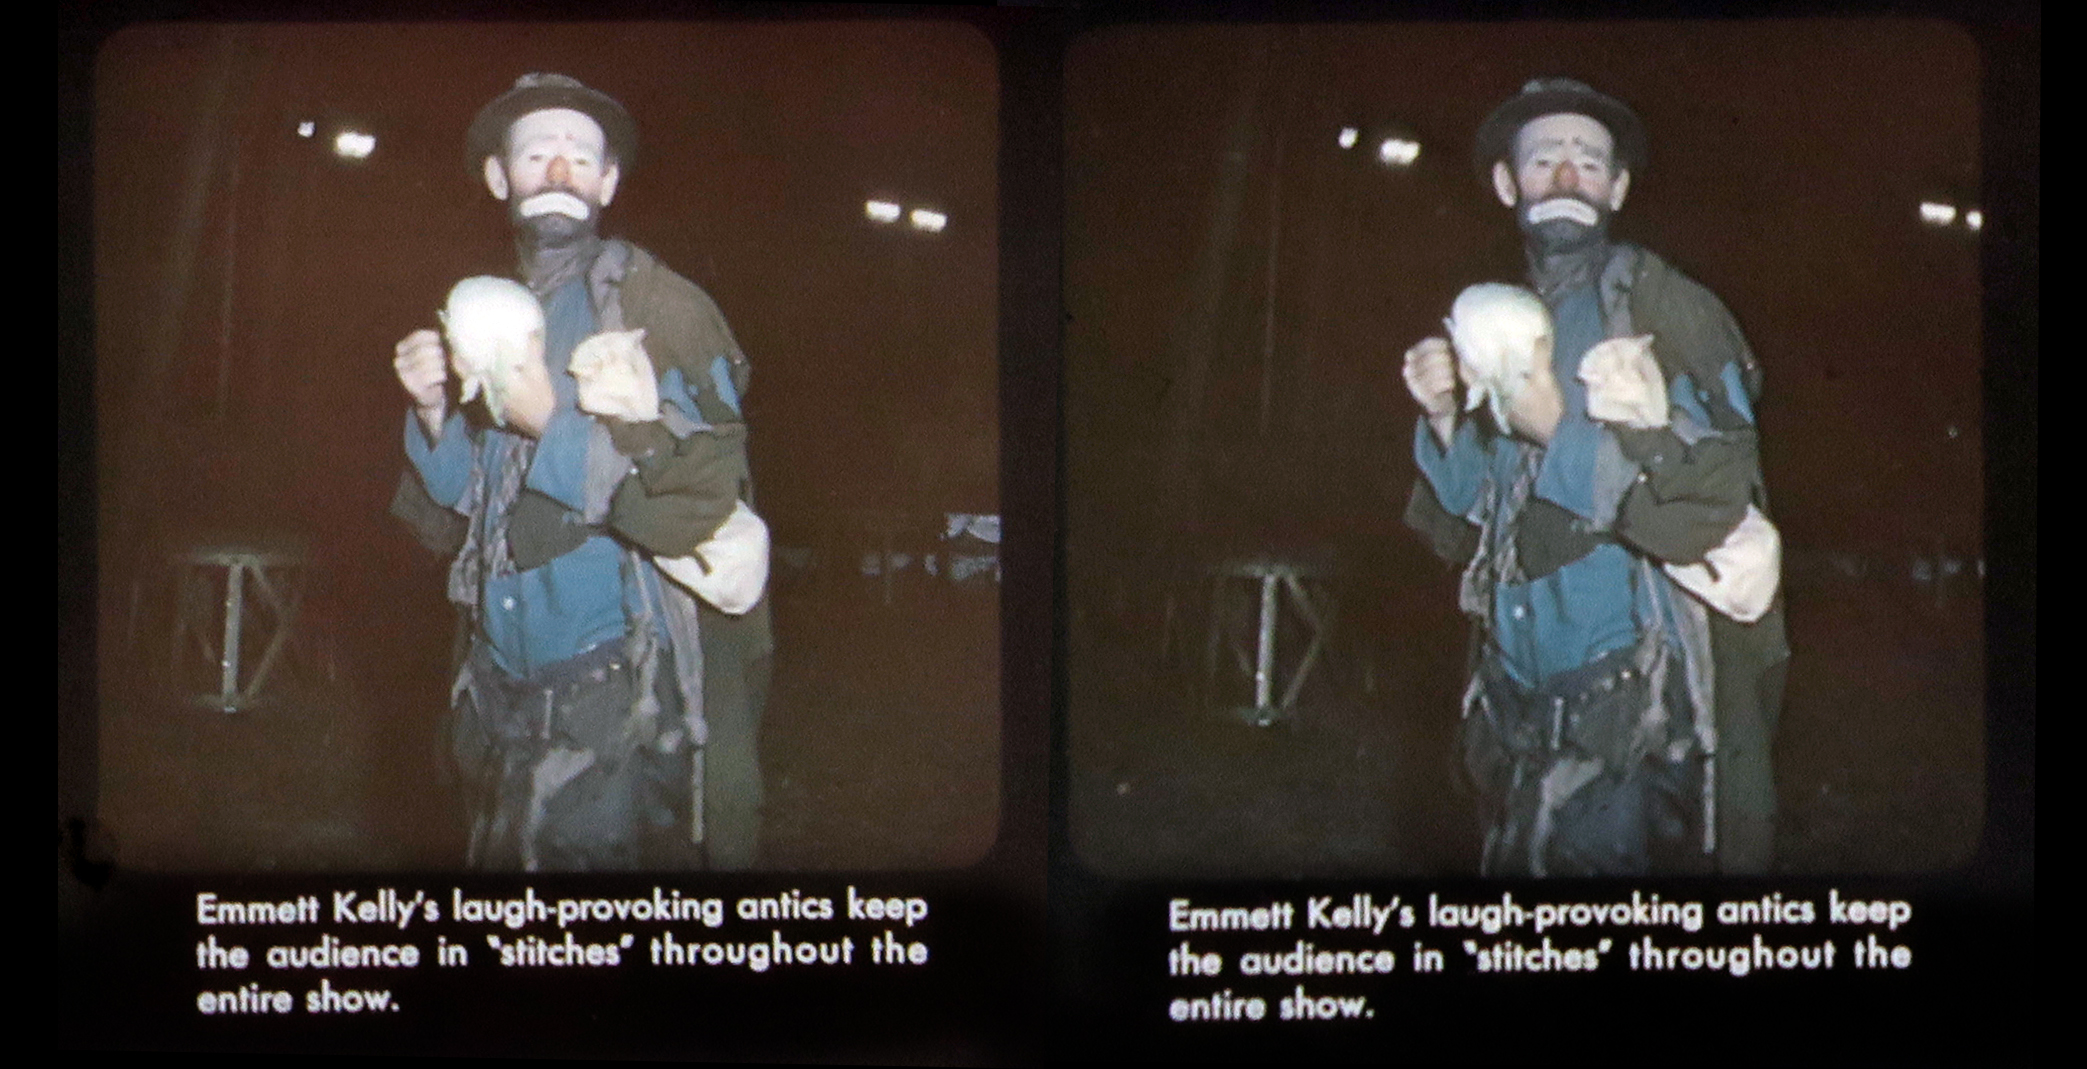 Emmett Kelly's laugh-provoking antics keep
the audience in "stitches" throughout the
entire show.
Emmett Kelly's laugh-provoking antics keep
the audience in "stitches" throughout the
entire show.